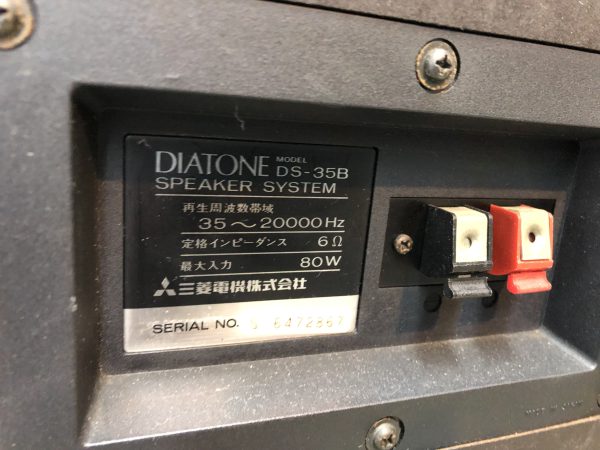 DIATONE MODEL DS-35B
SPEAKER SYSTEM
再生周波数帯域
35～20000Hz
定格インピーダンス 6Ω
最大入力 80W
三菱電機株式会社
SERIAL NO.